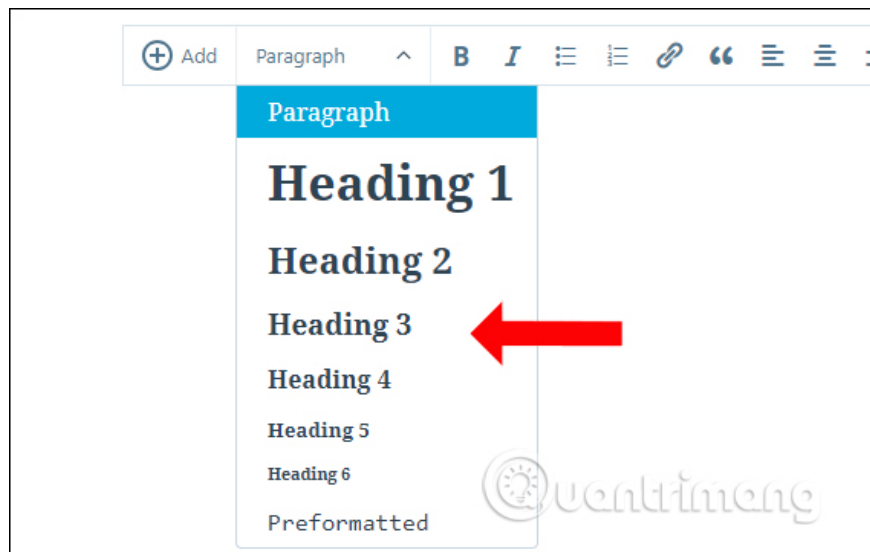 Add Paragraph B I
Paragraph
Heading 1
Heading 2
Heading 3
Heading 4
Heading 5
Heading 6
Preformatted
Quantrimang